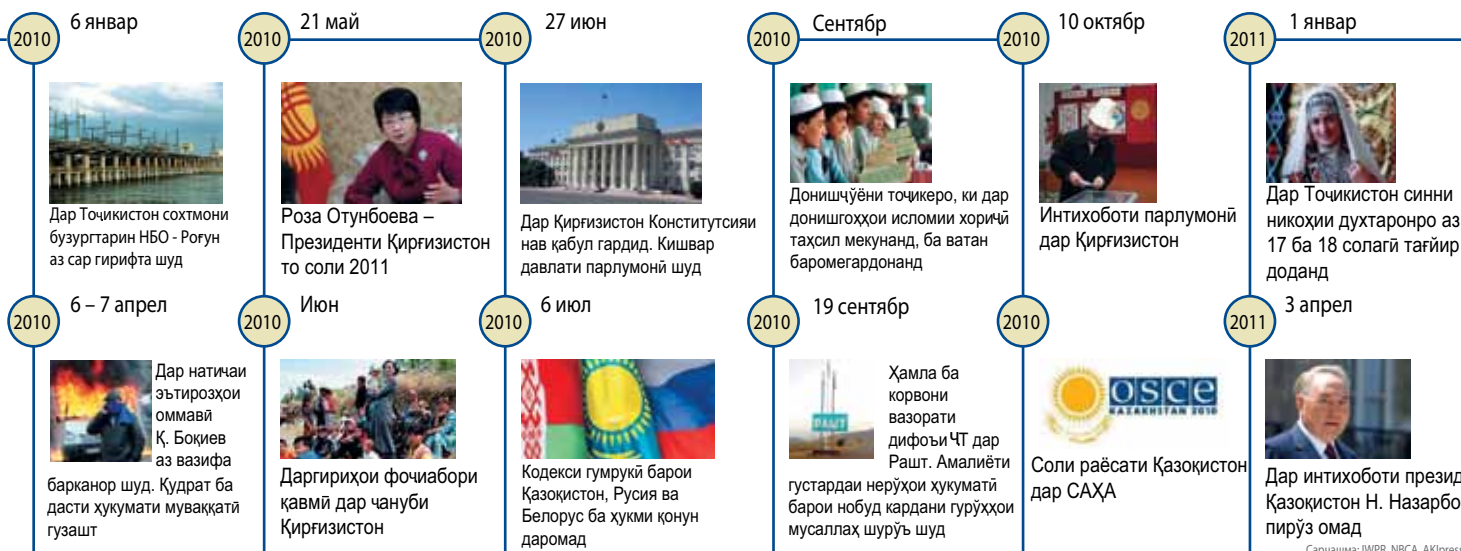 2010
6 январ
Дар Тоҷикистон сохтмони
бузургтарин НБО - Роғун
аз сар гирифта шуд
2010
21 май
Роза Отунбоева –
Президенти Қирғизистон
то соли 2011
2010
27 июн
Дар Қирғизистон Конститутсияи
нав қабул гардид. Кишвар
давлати парлумонӣ шуд
2010
Сентябр
Донишҷӯёни тоҷикеро, ки дар
донишгоҳҳои исломии хориҷӣ
таҳсил мекунанд, ба ватан
бармегардонанд
2010
10 октябр
Интихоботи парлумонӣ
дар Қирғизистон
2011
1 январ
Дар Тоҷикистон синни
никоҳии духтаронро аз
17 ба 18 солагӣ тағйир
доданд
2010
6 – 7 апрел
Дар натиҷаи
эътирозҳои
оммавӣ
Қ. Боқиев
аз вазифа
барканор шуд. Қудрат ба
дасти ҳукумати муваққатӣ
гузашт
2010
Июн
Даргириҳои фоҷиабори
қавмӣ дар ҷануби
Қирғизистон
2010
6 июл
Кодекси гумрукӣ барои
Қазоқистон, Русия ва
Белорус ба ҳукми қонун
даромад
2010
19 сентябр
РАШТ
Ҳамла ба
корвони
вазорати
дифоъи ҶТ дар
Рашт. Амалиёти
густардаи нерӯҳои ҳукуматӣ
барои нобуд кардани гурӯҳҳои
мусаллаҳ шурӯъ шуд
2010
osce
KAZAKHSTAN 2010
Соли раёсати Қазоқистон
дар САҲА
2011
3 апрел
Дар интихоботи презид
Қазоқистон Н. Назарбо
пирӯз омад
Сарчашма: IWPR, NBCA, AKIpress